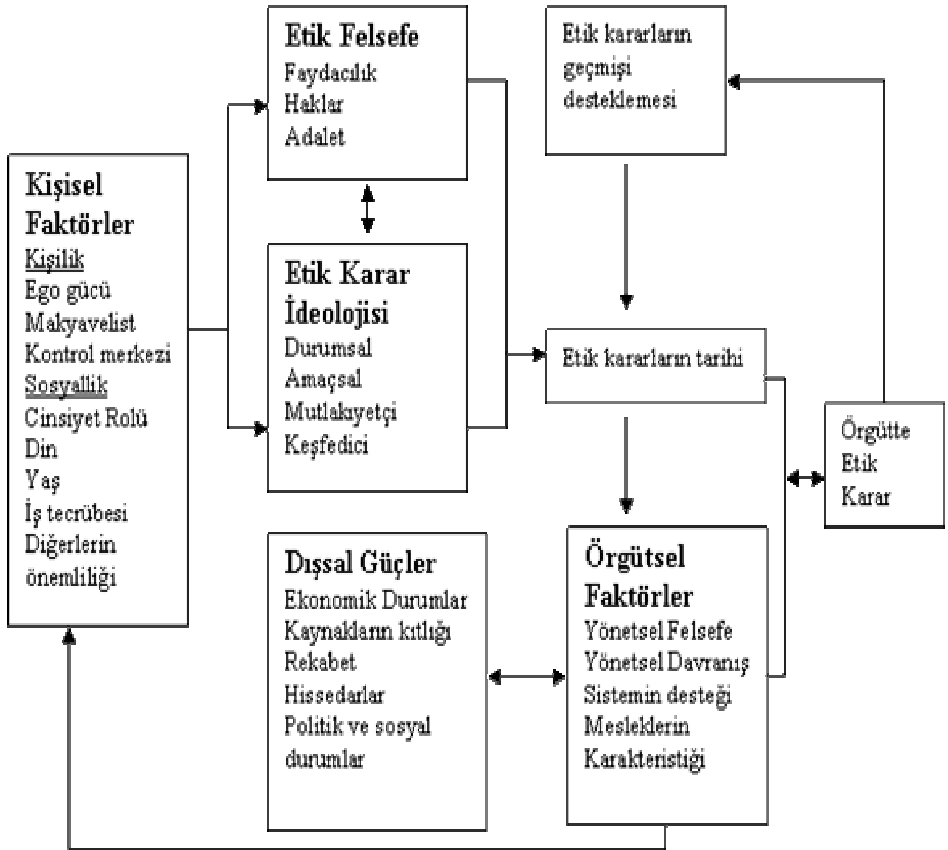 Kişisel
Faktörler
Kişilik
Ego gücü
Makyavelist
Kontrol merkezi
Sosyallik
Cinsiyet Rolü
Din
Yaş
İş tecrübesi
Diğerlerin
önemliliği
Etik Felsefe
Faydacılık
Haklar
Adalet
Etik Karar
İdeolojisi
Durumsal
Amaçsal
Mutlakıyetçi
Keşfedici
Dışsal Güçler
Ekonomik Durumlar
Kaynakların kıtlığı
Rekabet
Hissedarlar
Politik ve sosyal
durumlar
Etik kararların
geçmişi
desteklemesi
Etik kararların tarihi
Örgütsel
Faktörler
Yönetsel Felsefe
Yönetsel Davranış
Sistemin desteği
Mesleklerin
Karakteristiği
Örgütte
Etik
Karar